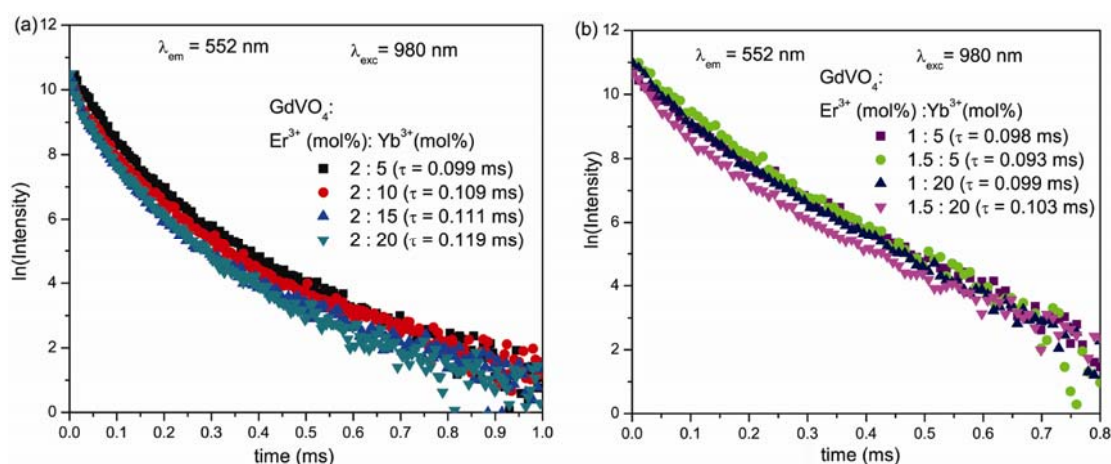 (a)
12
10
8
6
4
2
0
ln(Intensity)
λem = 552 nm λexc = 980 nm
GdVO4:
Er3+ (mol%): Yb3+(mol%)
2 : 5 (τ = 0.099 ms)
2 : 10 (τ = 0.109 ms)
2 : 15 (τ = 0.111 ms)
2 : 20 (τ = 0.119 ms)
0.0 0.1 0.2 0.3 0.4 0.5 0.6 0.7 0.8 0.9 1.0
time (ms)
(b)
12
10
8
6
4
2
0
ln(Intensity)
λem = 552 nm λexc = 980 nm
GdVO4:
Er3+ (mol%) :Yb3+(mol%)
1 : 5 (τ = 0.098 ms)
1.5 : 5 (τ = 0.093 ms)
1 : 20 (τ = 0.099 ms)
1.5 : 20 (τ = 0.103 ms)
0.0 0.1 0.2 0.3 0.4 0.5 0.6 0.7 0.8
time (ms)